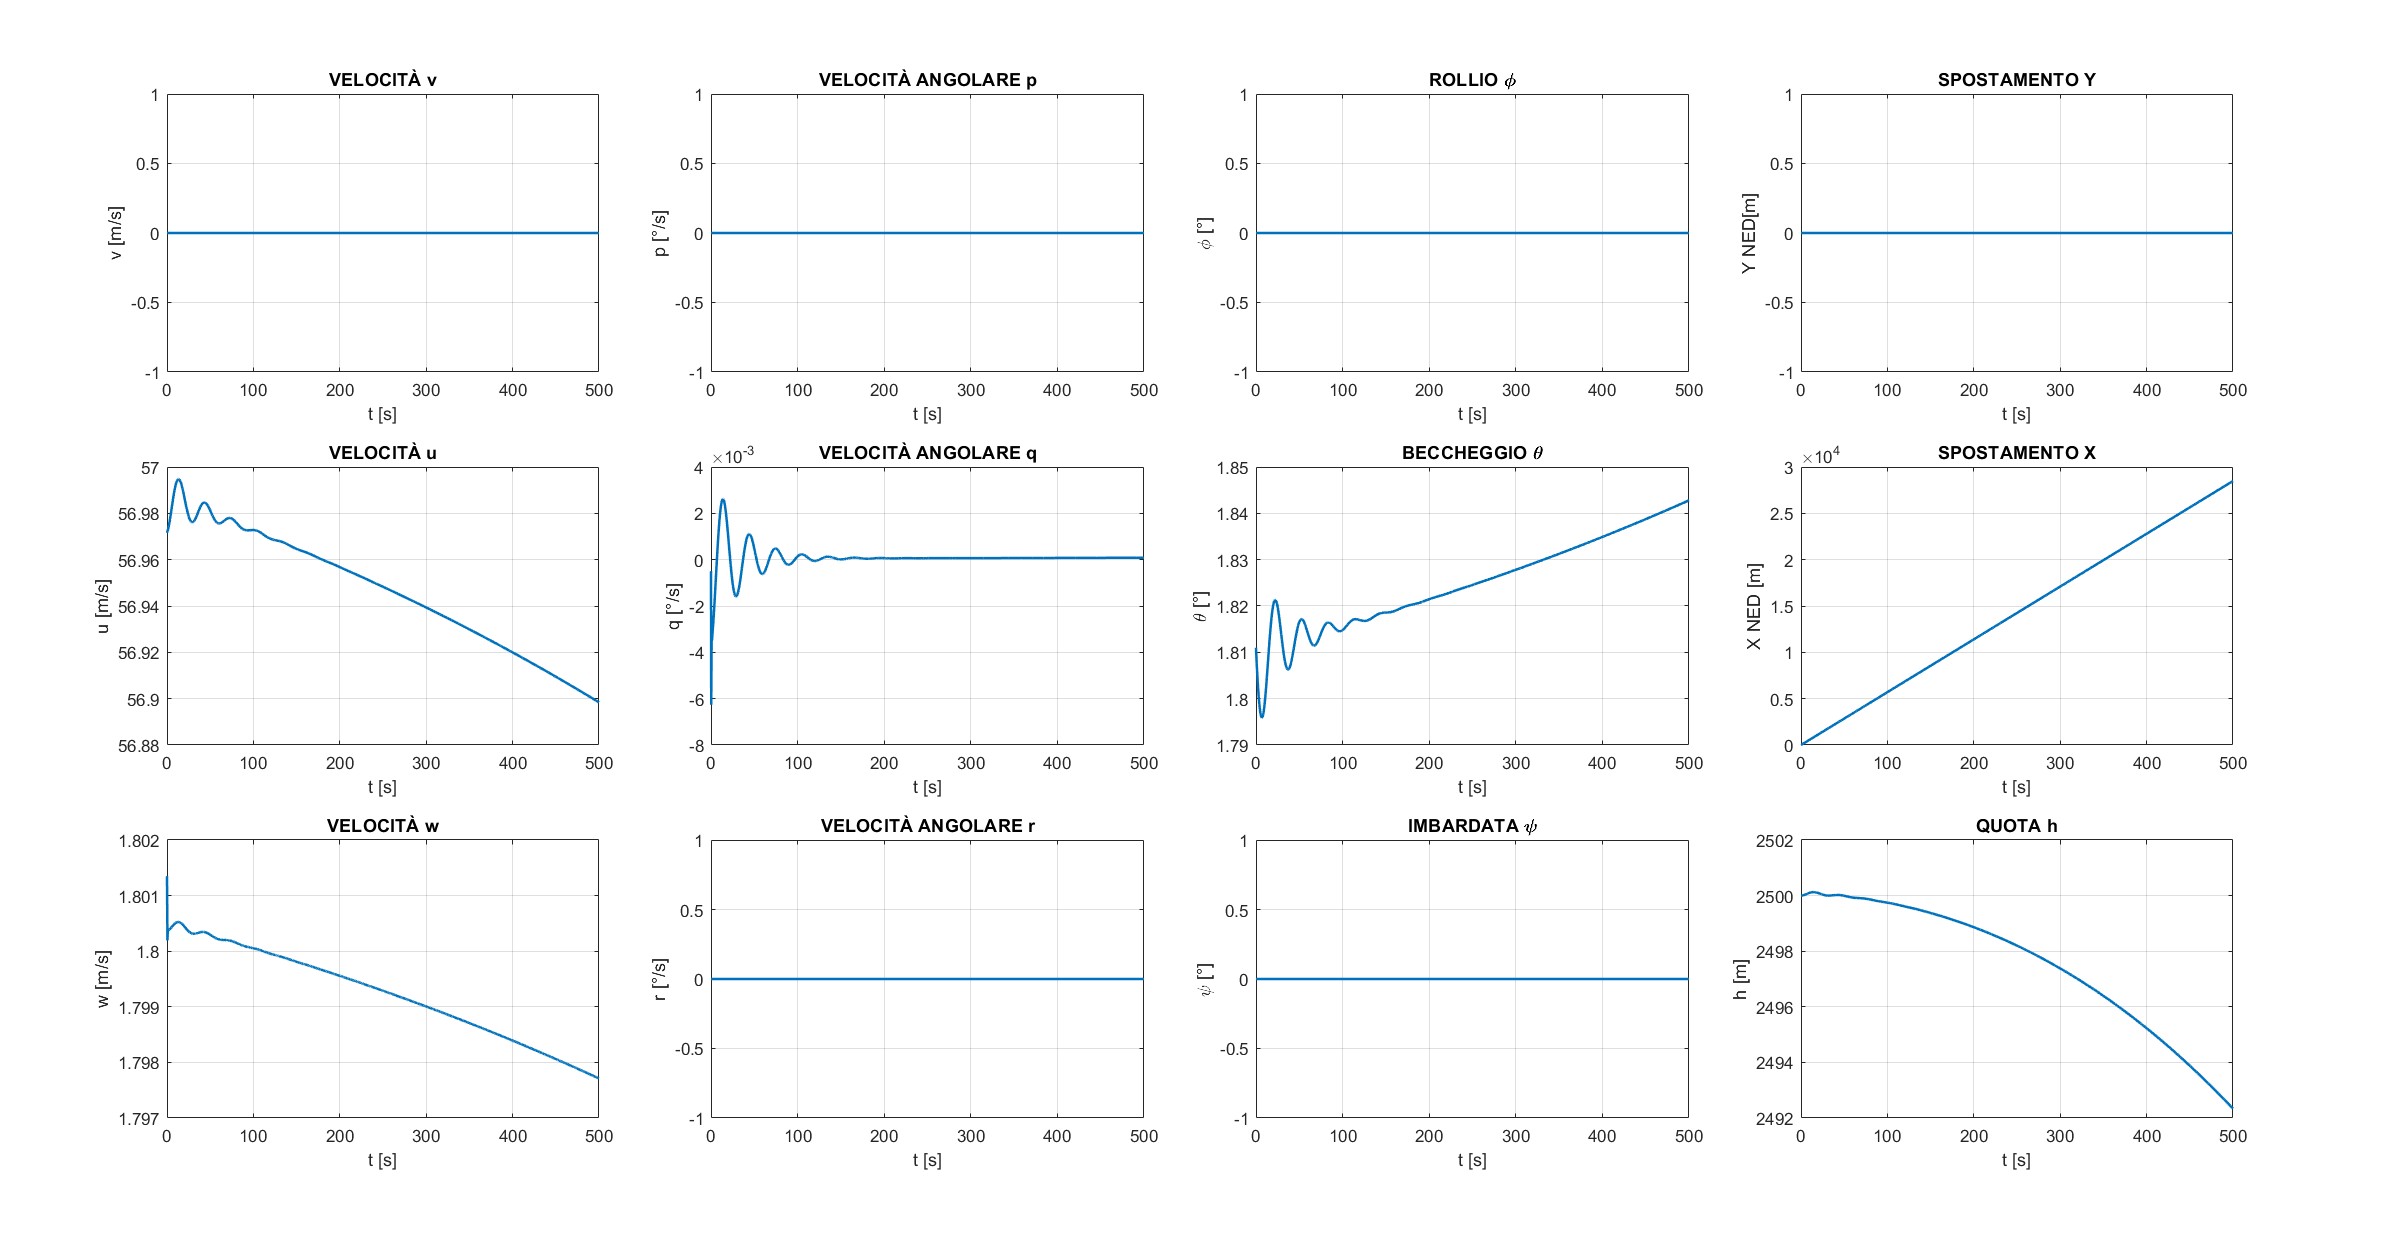 VELOCITÀ v
1
0.5
0
-0.5
-1
v [m/s]
0 100 200 300 400 500
t [s]
VELOCITÀ ANGOLARE p
1
0.5
0
-0.5
-1
p [°/s]
0 100 200 300 400 500
t [s]
ROLLIO ϕ
1
0.5
0
-0.5
-1
ϕ [°]
0 100 200 300 400 500
t [s]
SPOSTAMENTO Y
1
0.5
0
-0.5
-1
Y NED[m]
0 100 200 300 400 500
t [s]
VELOCITÀ u
57
56.98
56.96
56.94
56.92
56.9
56.88
u [m/s]
0 100 200 300 400 500
t [s]
VELOCITÀ ANGOLARE q
×10⁻³
4
2
0
-2
-4
-6
-8
q [°/s]
0 100 200 300 400 500
t [s]
BECCHEGGIO θ
1.85
1.84
1.83
1.82
1.81
1.8
1.79
θ [°]
0 100 200 300 400 500
t [s]
SPOSTAMENTO X
×10⁴
3
2.5
2
1.5
1
0.5
0
X NED [m]
0 100 200 300 400 500
t [s]
VELOCITÀ w
1.802
1.801
1.8
1.799
1.798
1.797
w [m/s]
0 100 200 300 400 500
t [s]
VELOCITÀ ANGOLARE r
1
0.5
0
-0.5
-1
r [°/s]
0 100 200 300 400 500
t [s]
IMBARDATA ψ
1
0.5
0
-0.5
-1
ψ [°]
0 100 200 300 400 500
t [s]
QUOTA h
2502
2500
2498
2496
2494
2492
h [m]
0 100 200 300 400 500
t [s]